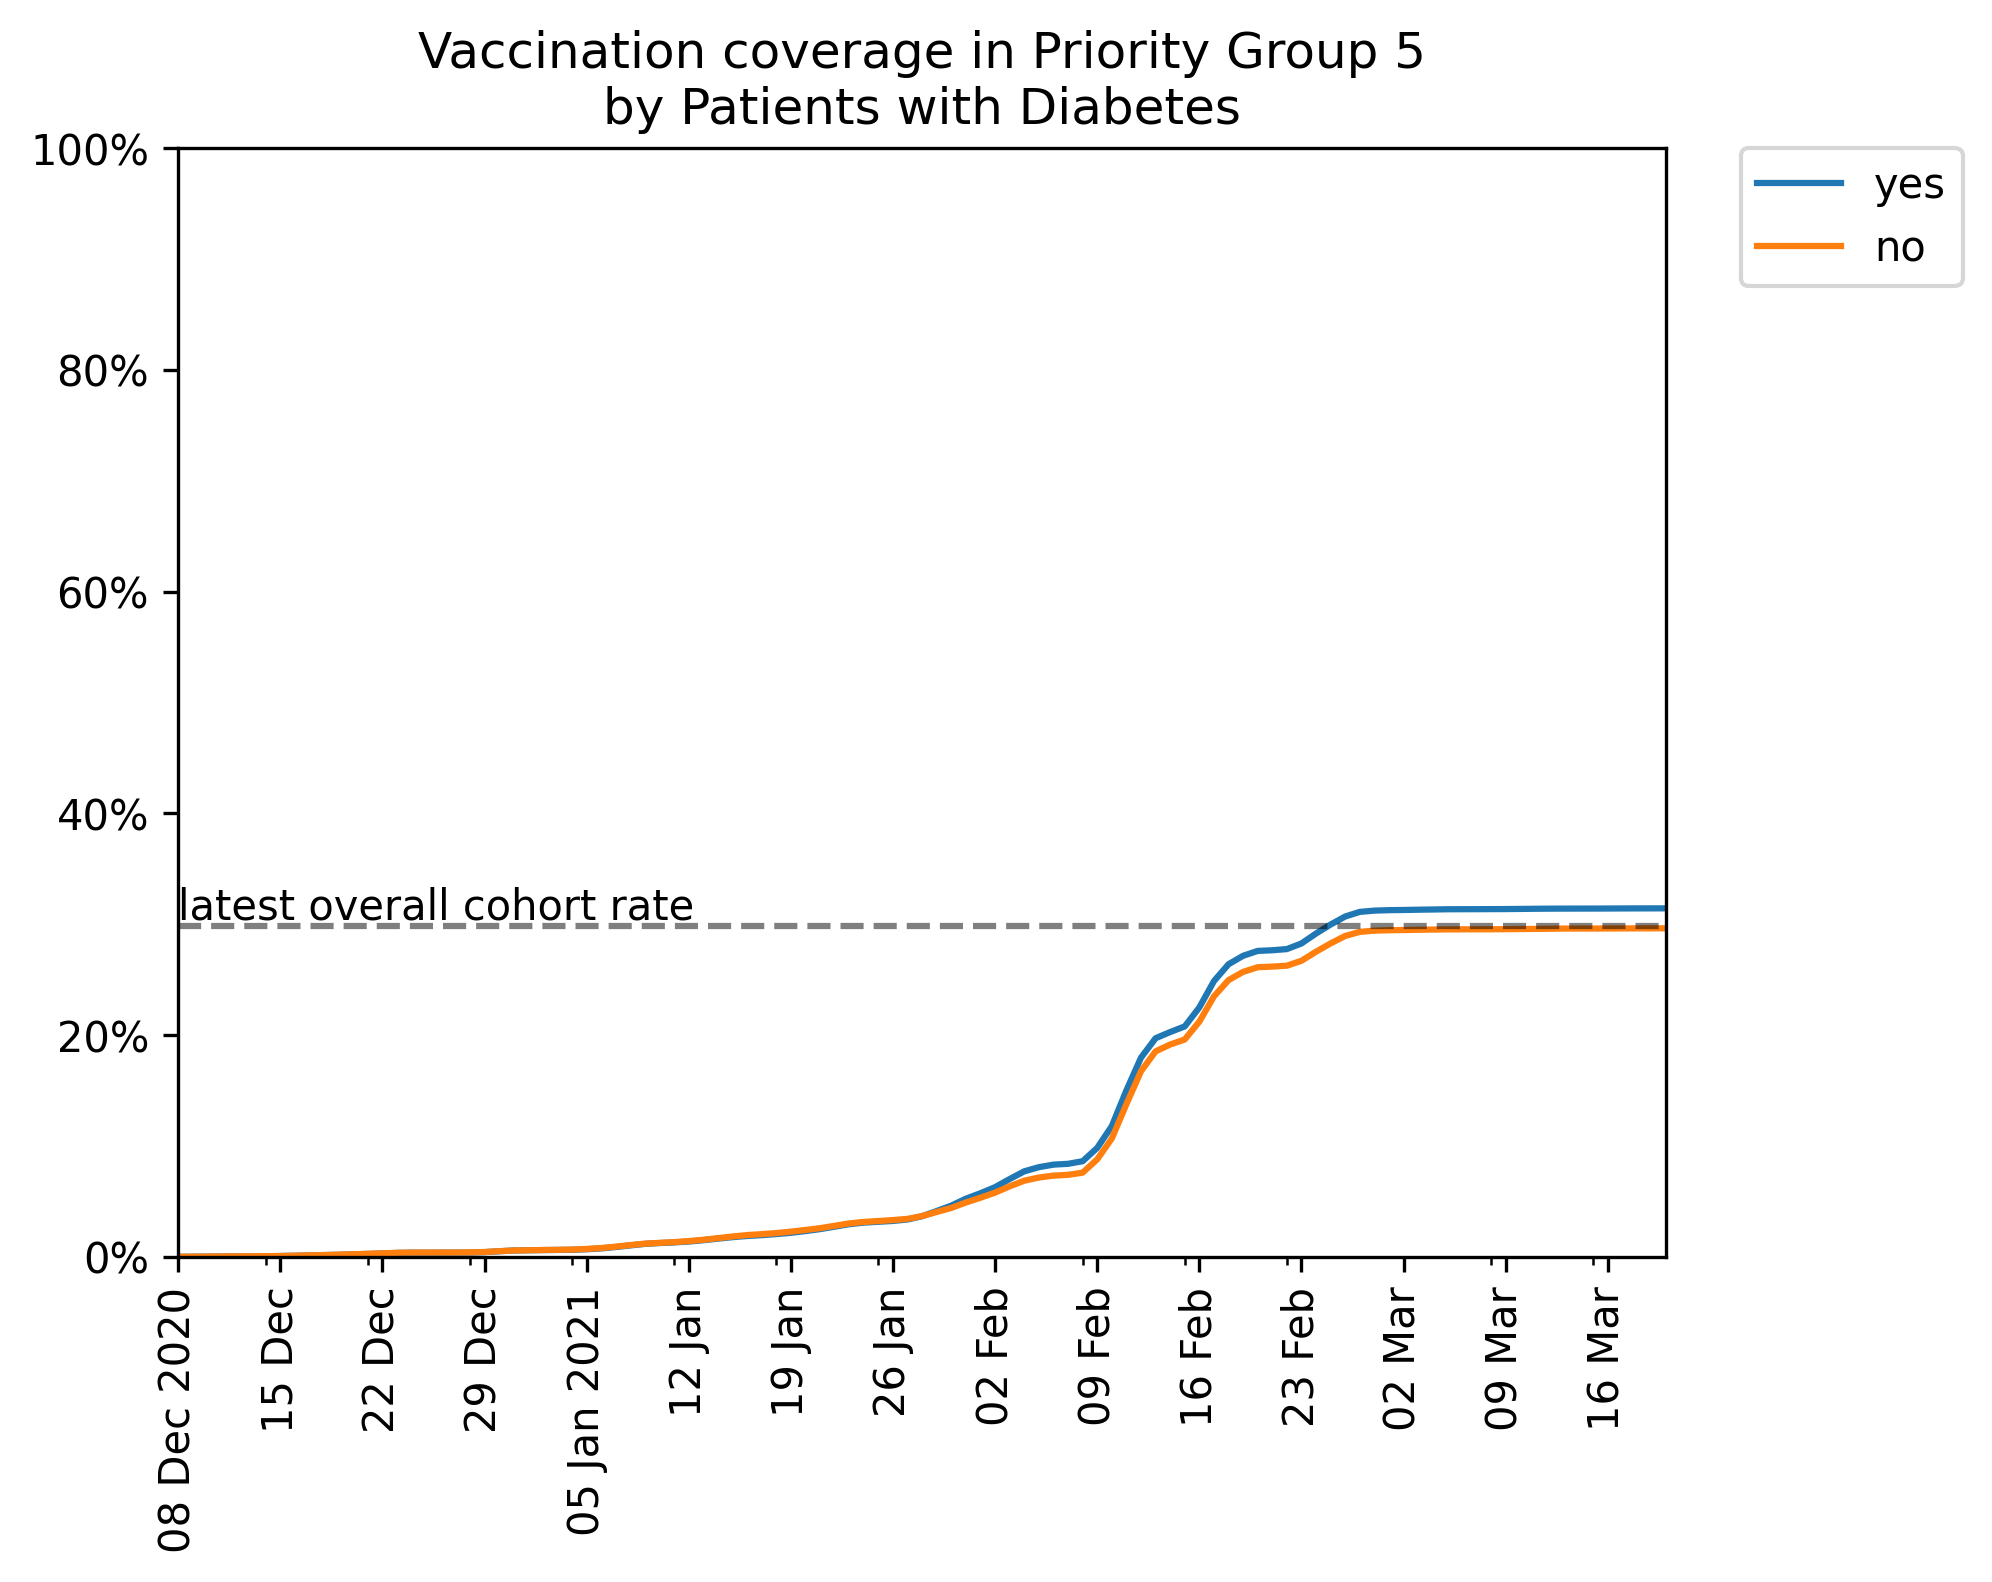 Vaccination coverage in Priority Group 5
by Patients with Diabetes
100%
80%
60%
40%
20%
0%
latest overall cohort rate
yes
no
08 Dec 2020
15 Dec
22 Dec
29 Dec
05 Jan 2021
12 Jan
19 Jan
26 Jan
02 Feb
09 Feb
16 Feb
23 Feb
02 Mar
09 Mar
16 Mar